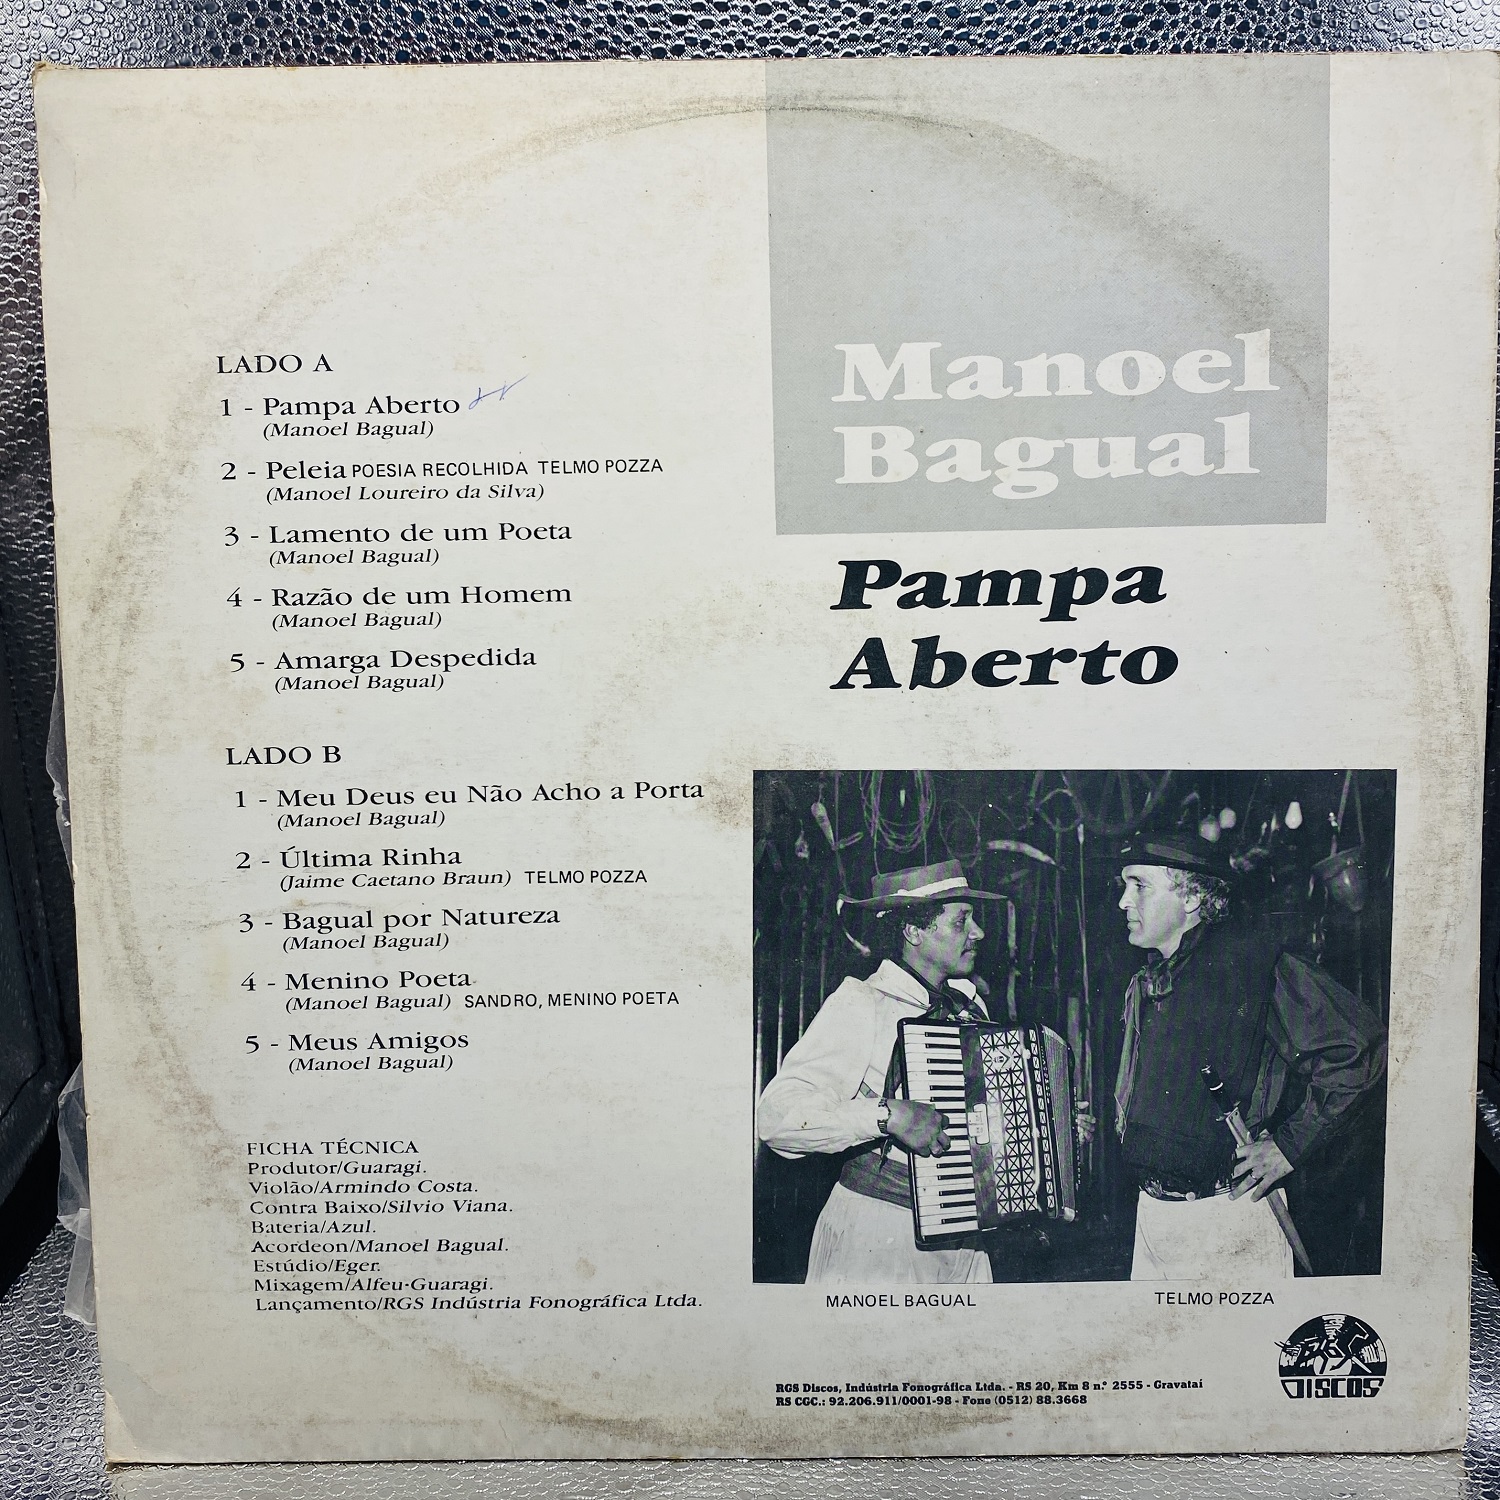 Manoel
Bagual
Pampa
Aberto
LADO A
1 - Pampa Aberto
(Manoel Bagual)
2 - Peleia POESIA RECOLHIDA TELMO POZZA
(Manoel Loureiro da Silva)
3 - Lamento de um Poeta
(Manoel Bagual)
4 - Razão de um Homem
(Manoel Bagual)
5 - Amarga Despedida
(Manoel Bagual)
LADO B
1 - Meu Deus eu Não Acho a Porta
(Manoel Bagual)
2 - Última Rinha
(Jaime Caetano Braun) TELMO POZZA
3 - Bagual por Natureza
(Manoel Bagual)
4 - Menino Poeta
(Manoel Bagual) SANDRO, MENINO POETA
5 - Meus Amigos
(Manoel Bagual)
FICHA TÉCNICA
Produtor/Guaragi.
Violão/Armindo Costa.
Contra Baixo/Silvio Viana.
Bateria/Azul.
Acordeon/Manoel Bagual.
Estúdio/Eger.
Mixagem/Alfeu-Guaragi.
Lançamento/RGS Indústria Fonográfica Ltda.
MANOEL BAGUAL TELMO POZZA
RGS Discos, Indústria Fonográfica Ltda. - RS 20, Km 8 n.º 2555 - Gravataí
RS CGC.: 92.206.911/0001-98 - Fone (0512) 88.3668
RGS
DISCOS